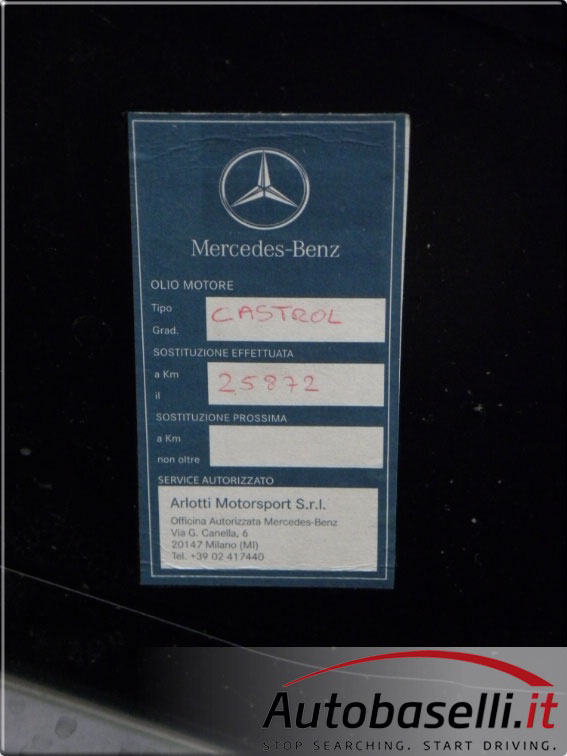 Mercedes-Benz
OLIO MOTORE
Tipo
CASTROL
Grad.
SOSTITUZIONE EFFETTUATA
a Km
25872
il
SOSTITUZIONE PROSSIMA
a Km
non oltre
SERVICE AUTORIZZATO
Arlotti Motorsport S.r.l.
Officina Autorizzata Mercedes-Benz
Via G. Canella, 6
20147 Milano (MI)
Tel. +39 02 417440
Autobaselli.it
STOP SEARCHING. START DRIVING.